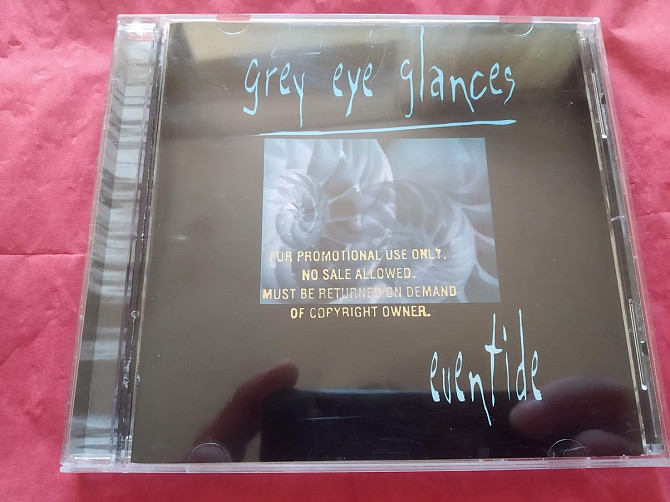 grey eye glances
FOR PROMOTIONAL USE ONLY.
NO SALE ALLOWED.
MUST BE RETURNED ON DEMAND
OF COPYRIGHT OWNER.
eventide